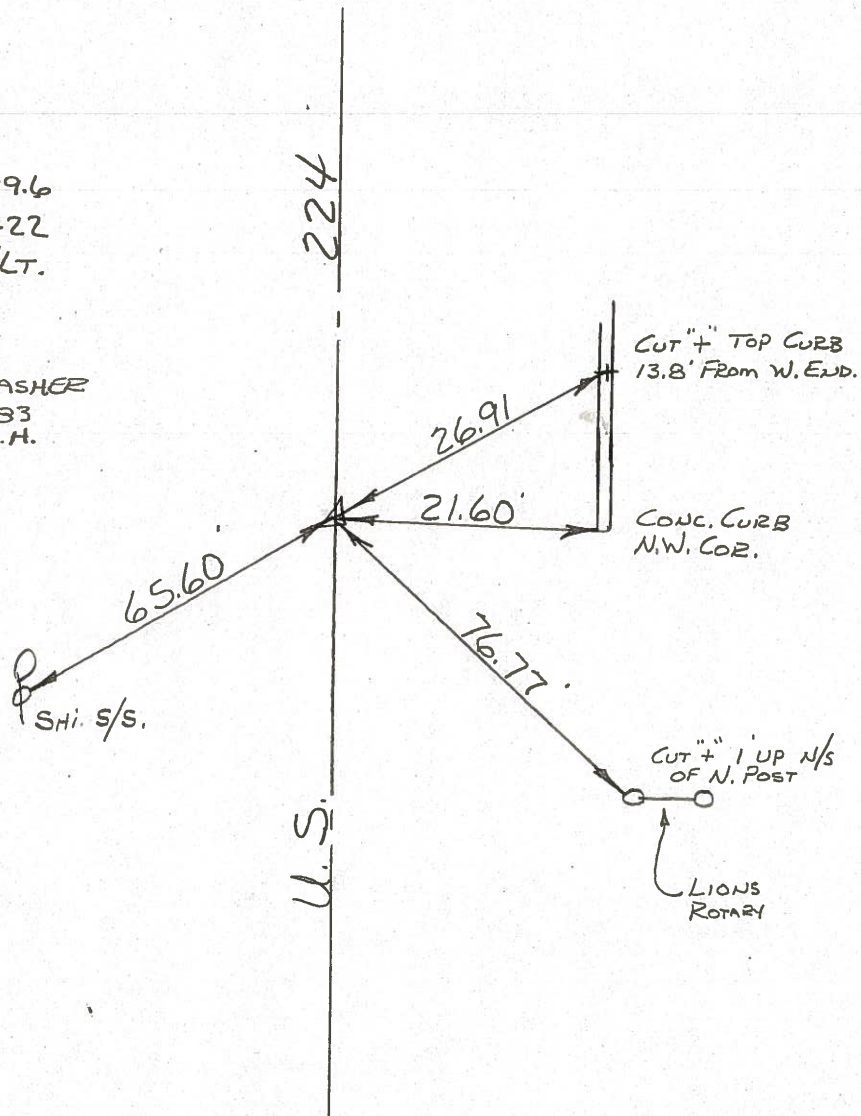 9.6
22
LT.
ASHER
83
.H.
224
CUT "+" TOP CURB
13.8' FROM W. END.
26.91
21.60'
CONC. CURB
N.W. COR.
65.60'
SHI. S/S.
76.77'
CUT "+" 1' UP N/S
OF N. POST
U.S.
LIONS
ROTARY